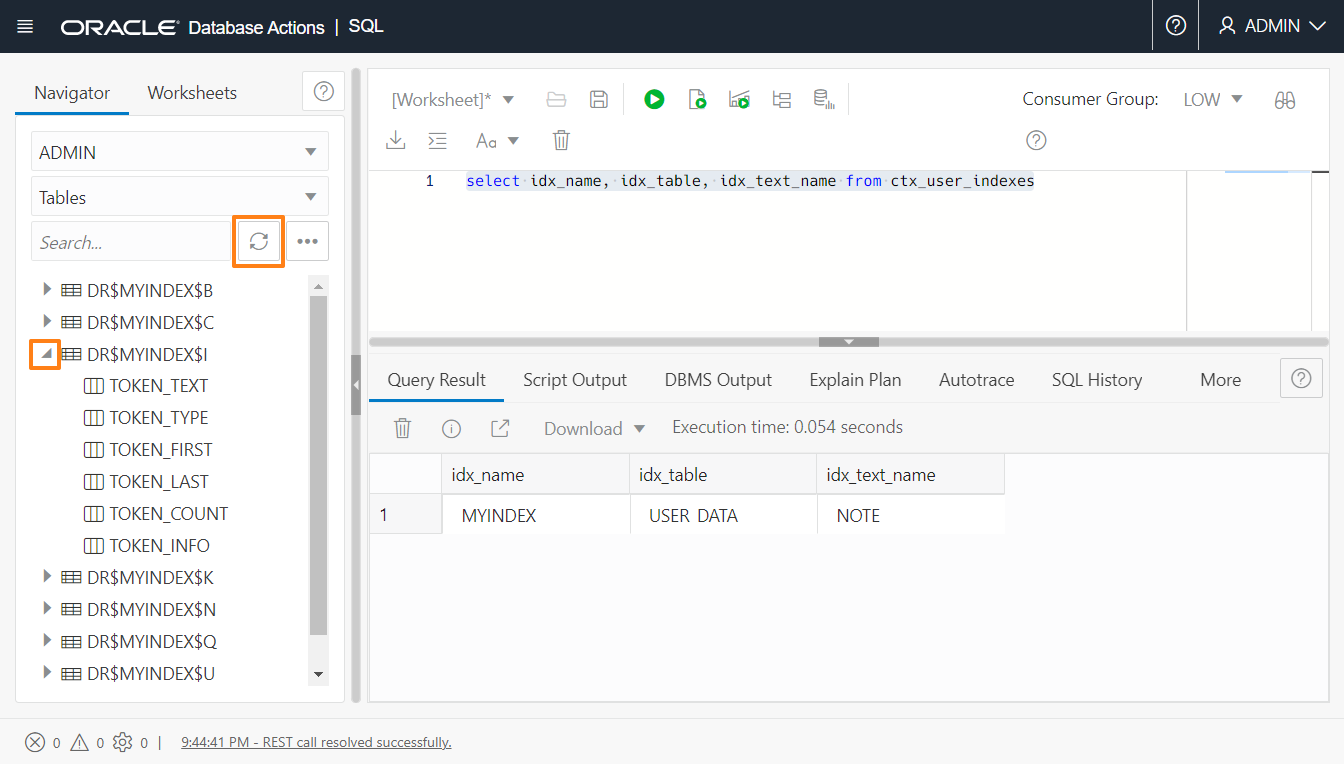 ORACLE® Database Actions | SQL
ADMIN
Navigator
Worksheets
ADMIN
Tables
Search...
DR$MYINDEX$B
DR$MYINDEX$C
DR$MYINDEX$I
TOKEN_TEXT
TOKEN_TYPE
TOKEN_FIRST
TOKEN_LAST
TOKEN_COUNT
TOKEN_INFO
DR$MYINDEX$K
DR$MYINDEX$N
DR$MYINDEX$Q
DR$MYINDEX$U
[Worksheet]*
Consumer Group: LOW
Aa
1 select idx_name, idx_table, idx_text_name from ctx_user_indexes
Query Result Script Output DBMS Output Explain Plan Autotrace SQL History More
Download Execution time: 0.054 seconds
idx_name idx_table idx_text_name
1 MYINDEX USER DATA NOTE
0 0 0 | 9:44:41 PM - REST call resolved successfully.